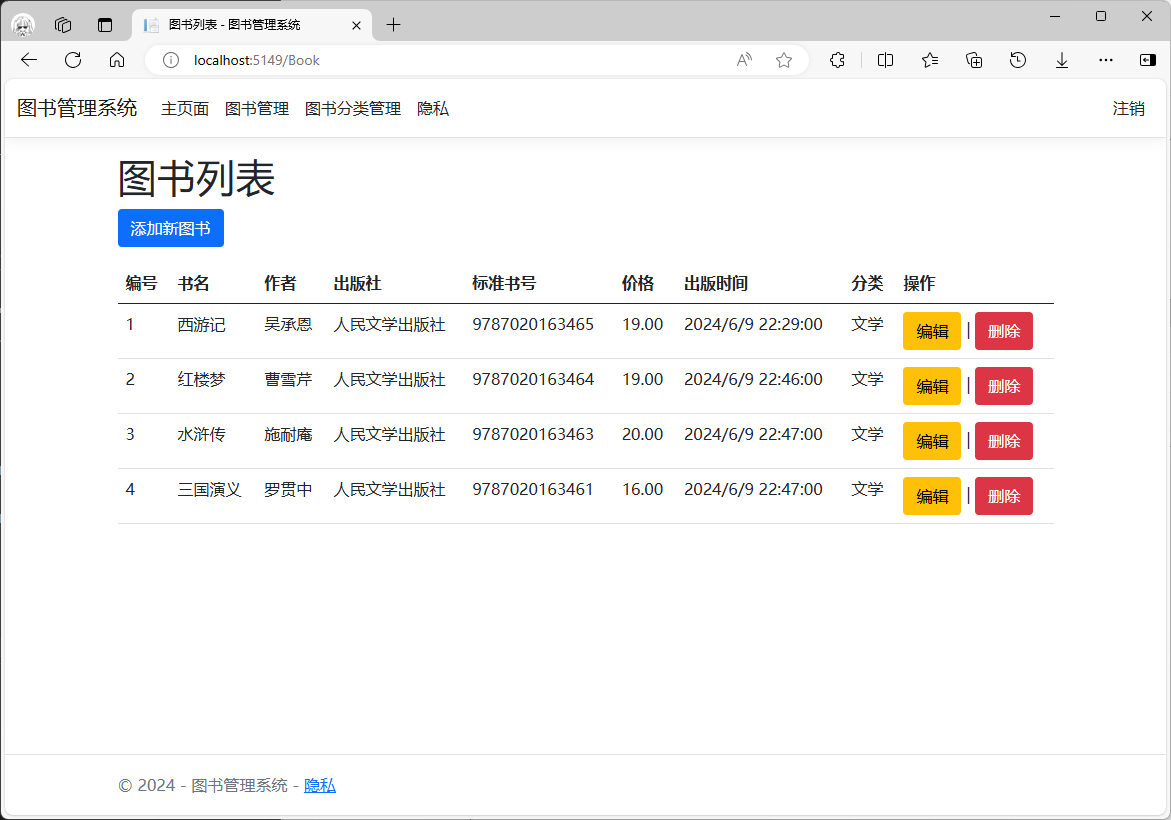 图书列表 - 图书管理系统
localhost:5149/Book
图书管理系统 主页面 图书管理 图书分类管理 隐私 注销
图书列表
添加新图书
编号 书名 作者 出版社 标准书号 价格 出版时间 分类 操作
1 西游记 吴承恩 人民文学出版社 9787020163465 19.00 2024/6/9 22:29:00 文学 编辑 | 删除
2 红楼梦 曹雪芹 人民文学出版社 9787020163464 19.00 2024/6/9 22:46:00 文学 编辑 | 删除
3 水浒传 施耐庵 人民文学出版社 9787020163463 20.00 2024/6/9 22:47:00 文学 编辑 | 删除
4 三国演义 罗贯中 人民文学出版社 9787020163461 16.00 2024/6/9 22:47:00 文学 编辑 | 删除
© 2024 - 图书管理系统 - 隐私